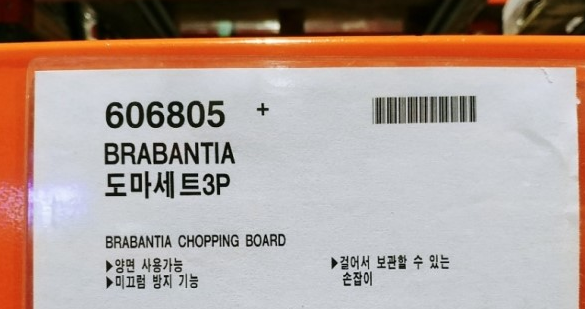 606805 +
BRABANTIA
도마세트3P
BRABANTIA CHOPPING BOARD
▶양면 사용가능
▶미끄럼 방지 기능
▶걸어서 보관할 수 있는
손잡이